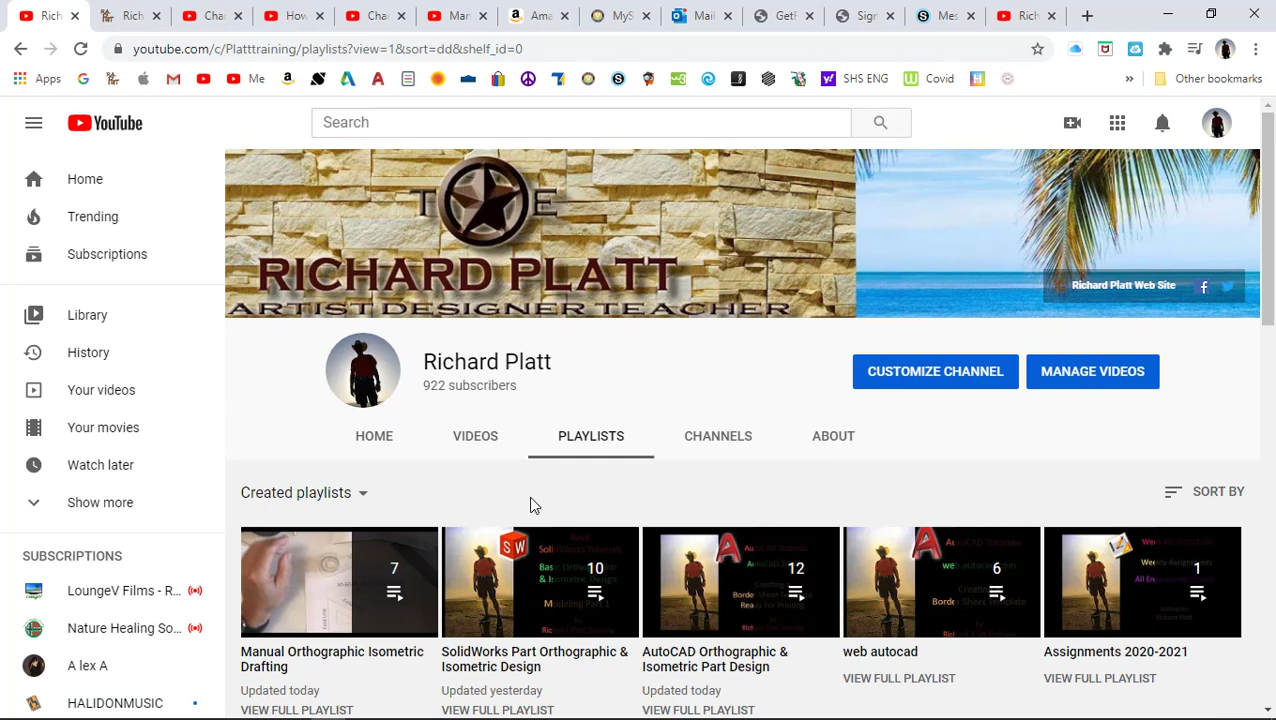 Rich
Rich
Chan
How
Chan
Man
Ama
MyS
Mail
GetF
Sign
Mes
Rich
youtube.com/c/Platttraining/playlists?view=1&sort=dd&shelf_id=0
Apps
Me
SHS ENG
Covid
Other bookmarks
YouTube
Search
Home
Trending
Subscriptions
Library
History
Your videos
Your movies
Watch later
Show more
SUBSCRIPTIONS
LoungeV Films - R...
Nature Healing So...
A lex A
HALIDONMUSIC
T E
RICHARD PLATT
ARTIST DESIGNER TEACHER
Richard Platt Web Site
Richard Platt
922 subscribers
CUSTOMIZE CHANNEL
MANAGE VIDEOS
HOME
VIDEOS
PLAYLISTS
CHANNELS
ABOUT
Created playlists
SORT BY
7
10
12
6
1
Manual Orthographic Isometric
Drafting
Updated today
VIEW FULL PLAYLIST
SolidWorks Part Orthographic &
Isometric Design
Updated yesterday
VIEW FULL PLAYLIST
AutoCAD Orthographic &
Isometric Part Design
Updated today
VIEW FULL PLAYLIST
web autocad
VIEW FULL PLAYLIST
Assignments 2020-2021
VIEW FULL PLAYLIST